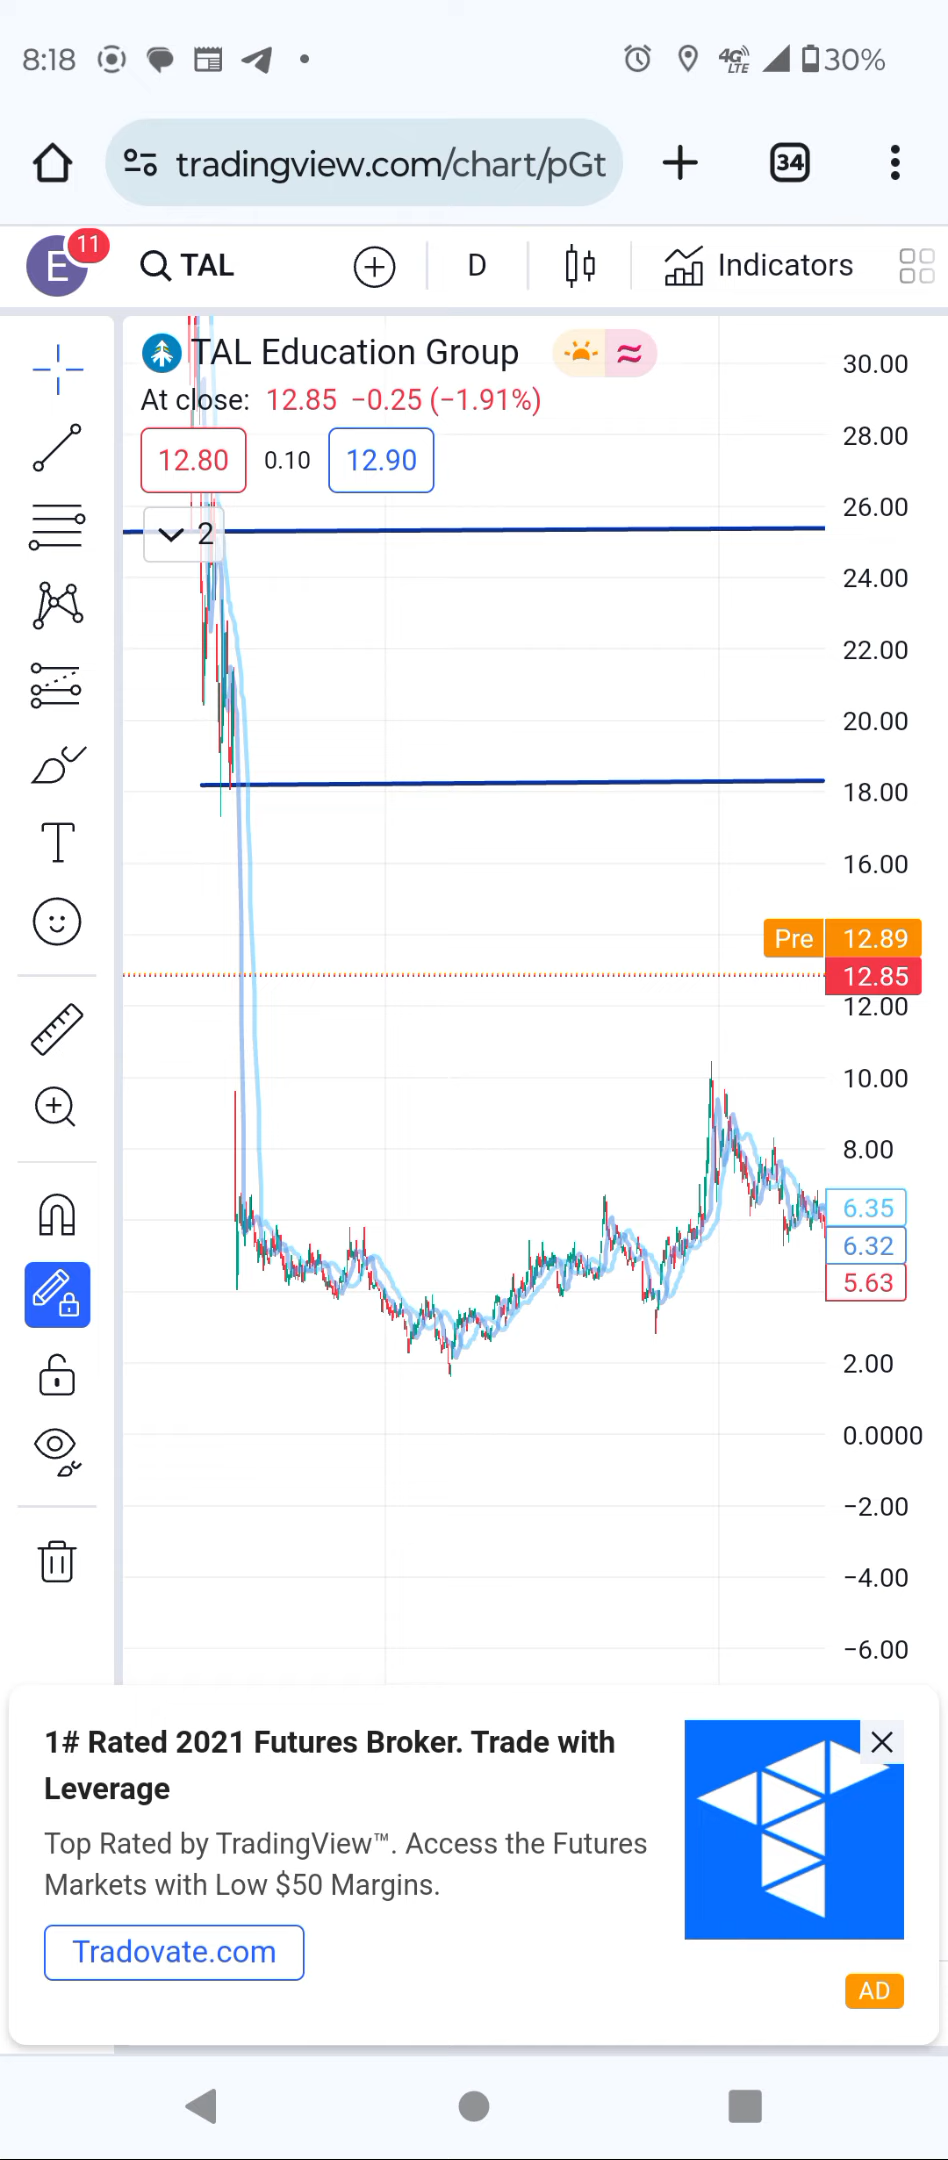 8:18
4G LTE
30%
tradingview.com/chart/pGt
34
E
11
TAL
D
Indicators
TAL Education Group
At close: 12.85 −0.25 (−1.91%)
12.80 0.10 12.90
2
30.00
28.00
26.00
24.00
22.00
20.00
18.00
16.00
Pre 12.89
12.85
12.00
10.00
8.00
6.35
6.32
5.63
2.00
0.0000
−2.00
−4.00
−6.00
1# Rated 2021 Futures Broker. Trade with
Leverage
Top Rated by TradingView™. Access the Futures
Markets with Low $50 Margins.
Tradovate.com
AD